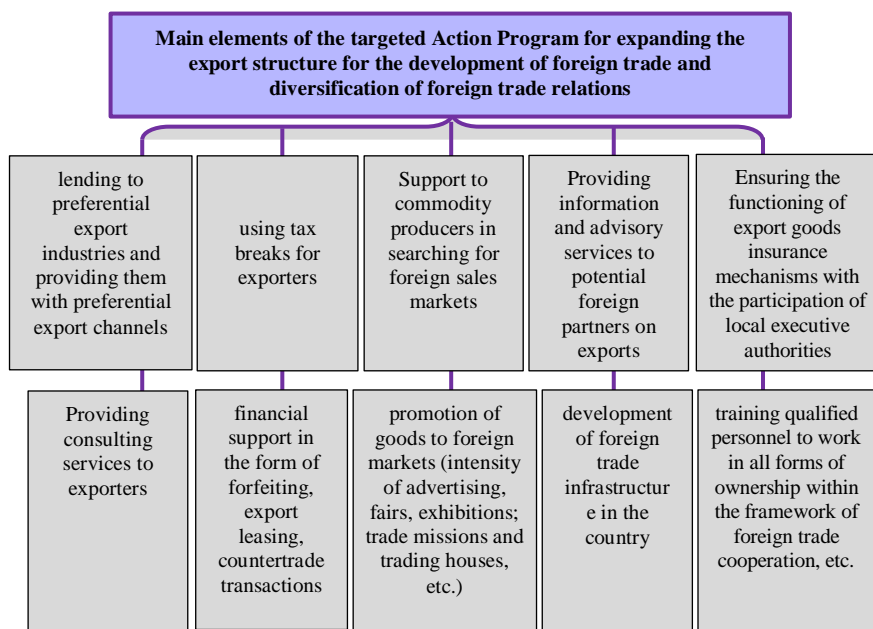 Main elements of the targeted Action Program for expanding the
export structure for the development of foreign trade and
diversification of foreign trade relations
lending to
preferential
export
industries and
providing them
with preferential
export channels
using tax
breaks for
exporters
Support to
commodity
producers in
searching for
foreign sales
markets
Providing
information
and advisory
services to
potential
foreign
partners on
exports
Ensuring the
functioning of
export goods
insurance
mechanisms with
the participation of
local executive
authorities
Providing
consulting
services to
exporters
financial
support in
the form of
forfeiting,
export
leasing,
countertrade
transactions
promotion of
goods to foreign
markets (intensity
of advertising,
fairs, exhibitions;
trade missions and
trading houses,
etc.)
development
of foreign
trade
infrastructur
e in the
country
training qualified
personnel to work
in all forms of
ownership within
the framework of
foreign trade
cooperation, etc.